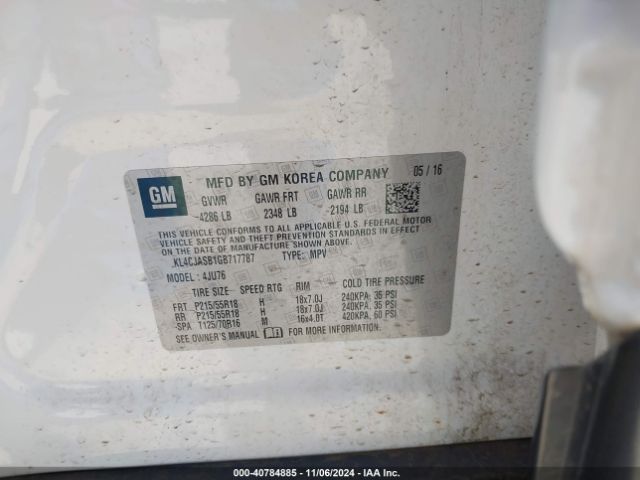 GM
MFD BY GM KOREA COMPANY 05/16
GVWR GAWR FRT GAWR RR
4286 LB 2348 LB 2194 LB
THIS VEHICLE CONFORMS TO ALL APPLICABLE U.S. FEDERAL MOTOR
VEHICLE SAFETY, BUMPER, AND THEFT PREVENTION STANDARDS IN EFFECT
ON THE DATE OF MANUFACTURE SHOWN ABOVE.
KL4CJASB1GB717787 TYPE: MPV
MODEL: 4JU76
TIRE SIZE SPEED RTG RIM COLD TIRE PRESSURE
FRT P215/55R18 H 18x7.0J 240KPA, 35 PSI
RR P215/55R18 H 18x7.0J 240KPA, 35 PSI
SPA T125/70R16 M 16x4.0T 420KPA, 60 PSI
SEE OWNER'S MANUAL FOR MORE INFORMATION.
000-40784885 - 11/06/2024 - IAA Inc.